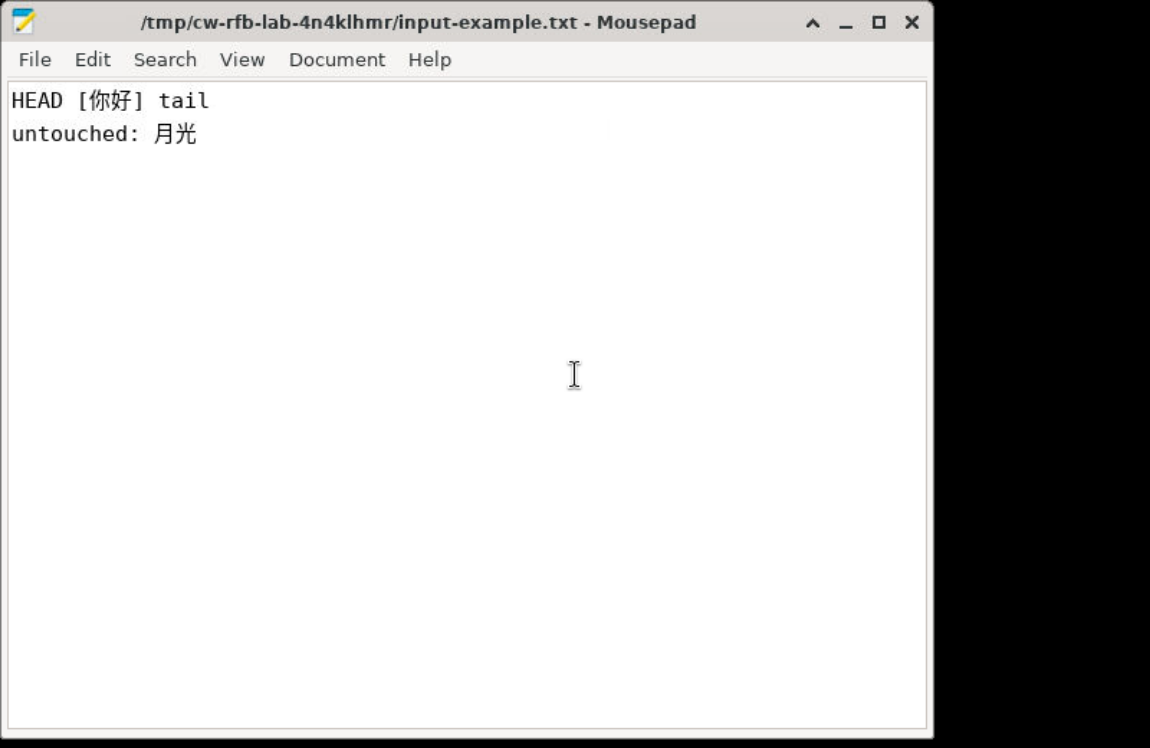 /tmp/cw-rfb-lab-4n4klhmr/input-example.txt - Mousepad
File Edit Search View Document Help
HEAD [你好] tail
untouched: 月光